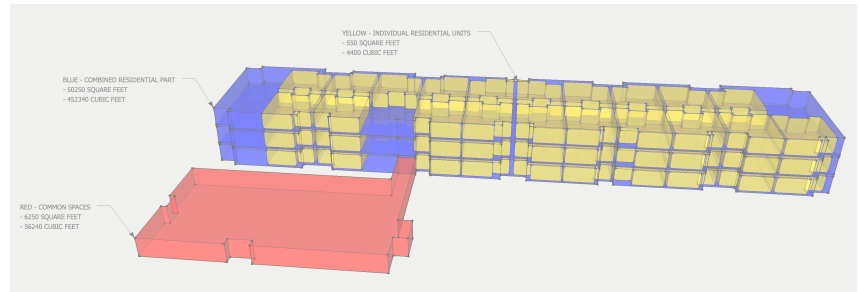 YELLOW - INDIVIDUAL RESIDENTIAL UNITS
- 550 SQUARE FEET
- 4400 CUBIC FEET
BLUE - COMBINED RESIDENTIAL PART
- 50250 SQUARE FEET
- 452340 CUBIC FEET
RED - COMMON SPACES
- 6250 SQUARE FEET
- 56240 CUBIC FEET